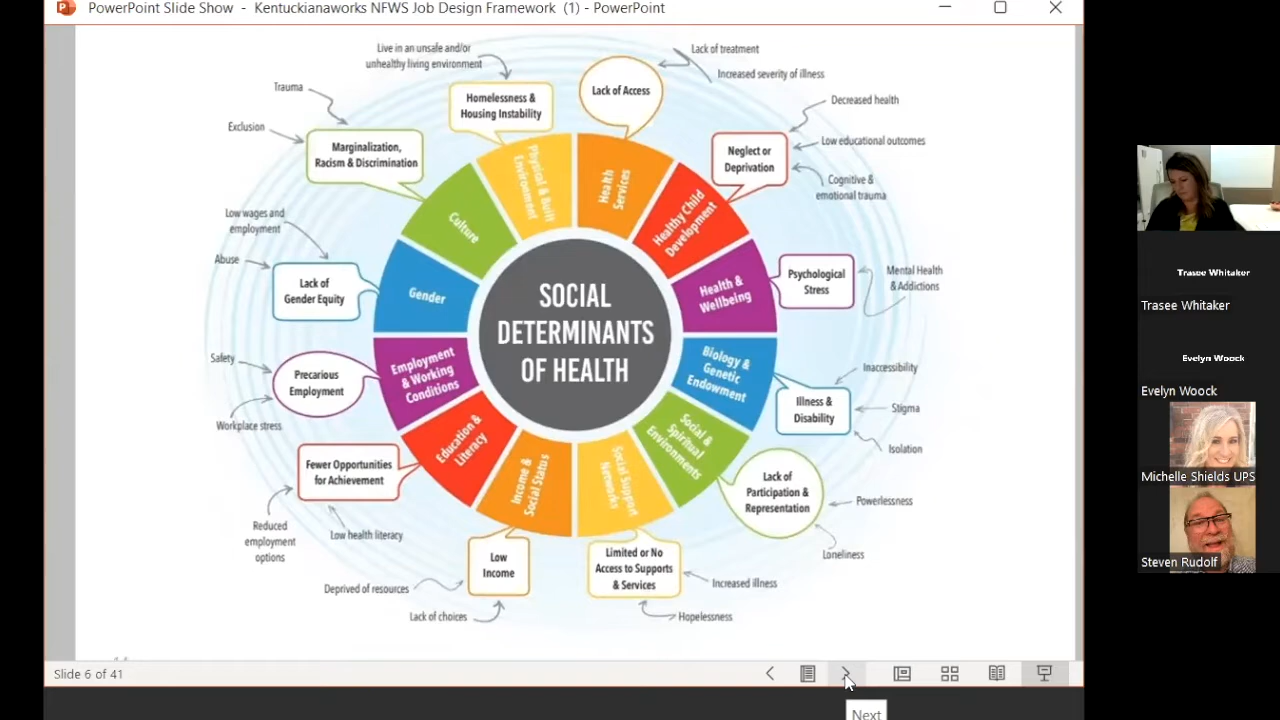 PowerPoint Slide Show - Kentuckianaworks NFWS Job Design Framework (1) - PowerPoint
Live in an unsafe and/or
unhealthy living environment
Lack of treatment
Increased severity of illness
Trauma
Exclusion
Homelessness &
Housing Instability
Lack of Access
Decreased health
Low educational outcomes
Cognitive &
emotional trauma
Marginalization,
Racism & Discrimination
Neglect or
Deprivation
Physical & Built
Environment
Health
Services
Healthy Child
Development
Culture
Low wages and
employment
Abuse
Lack of
Gender Equity
Gender
Health &
Wellbeing
Psychological
Stress
Mental Health
& Addictions
SOCIAL
DETERMINANTS
OF HEALTH
Safety
Workplace stress
Precarious
Employment
Employment
& Working
Conditions
Biology &
Genetic
Endowment
Illness &
Disability
Inaccessibility
Stigma
Isolation
Fewer Opportunities
for Achievement
Education &
Literacy
Income &
Social Status
Social Support
Networks
Social &
Spiritual
Environments
Lack of
Participation &
Representation
Powerlessness
Loneliness
Reduced
employment
options
Low health literacy
Low
Income
Deprived of resources
Lack of choices
Limited or No
Access to Supports
& Services
Increased illness
Hopelessness
Slide 6 of 41
Next
Trasee Whitaker
Trasee Whitaker
Evelyn Woock
Evelyn Woock
Michelle Shields UPS
Steven Rudolf